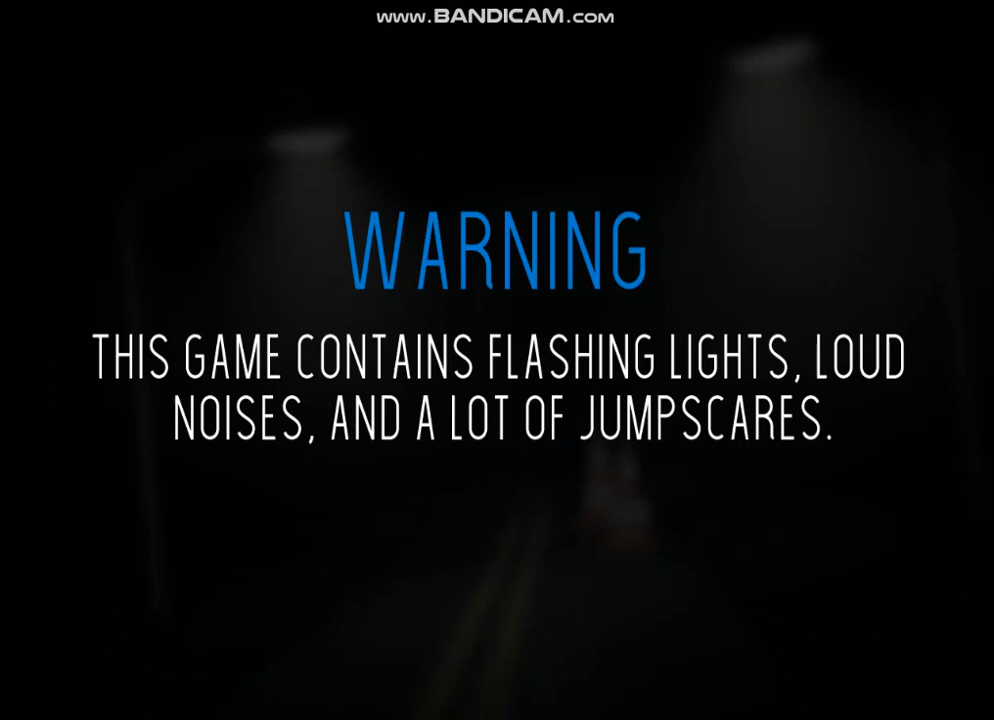 www.BANDICAM.com
WARNING
THIS GAME CONTAINS FLASHING LIGHTS, LOUD
NOISES, AND A LOT OF JUMPSCARES.